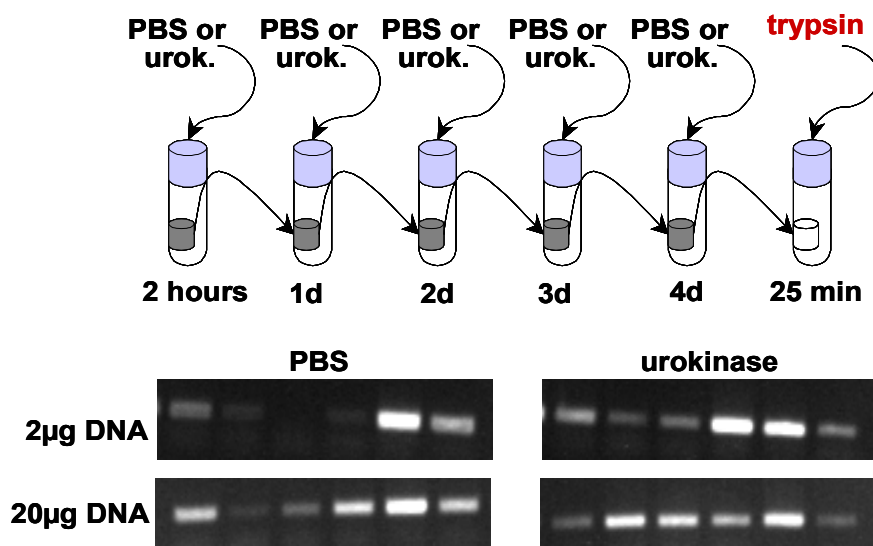 PBS or PBS or PBS or PBS or PBS or trypsin
urok. urok. urok. urok. urok.
2 hours 1d 2d 3d 4d 25 min
PBS urokinase
2µg DNA
20µg DNA